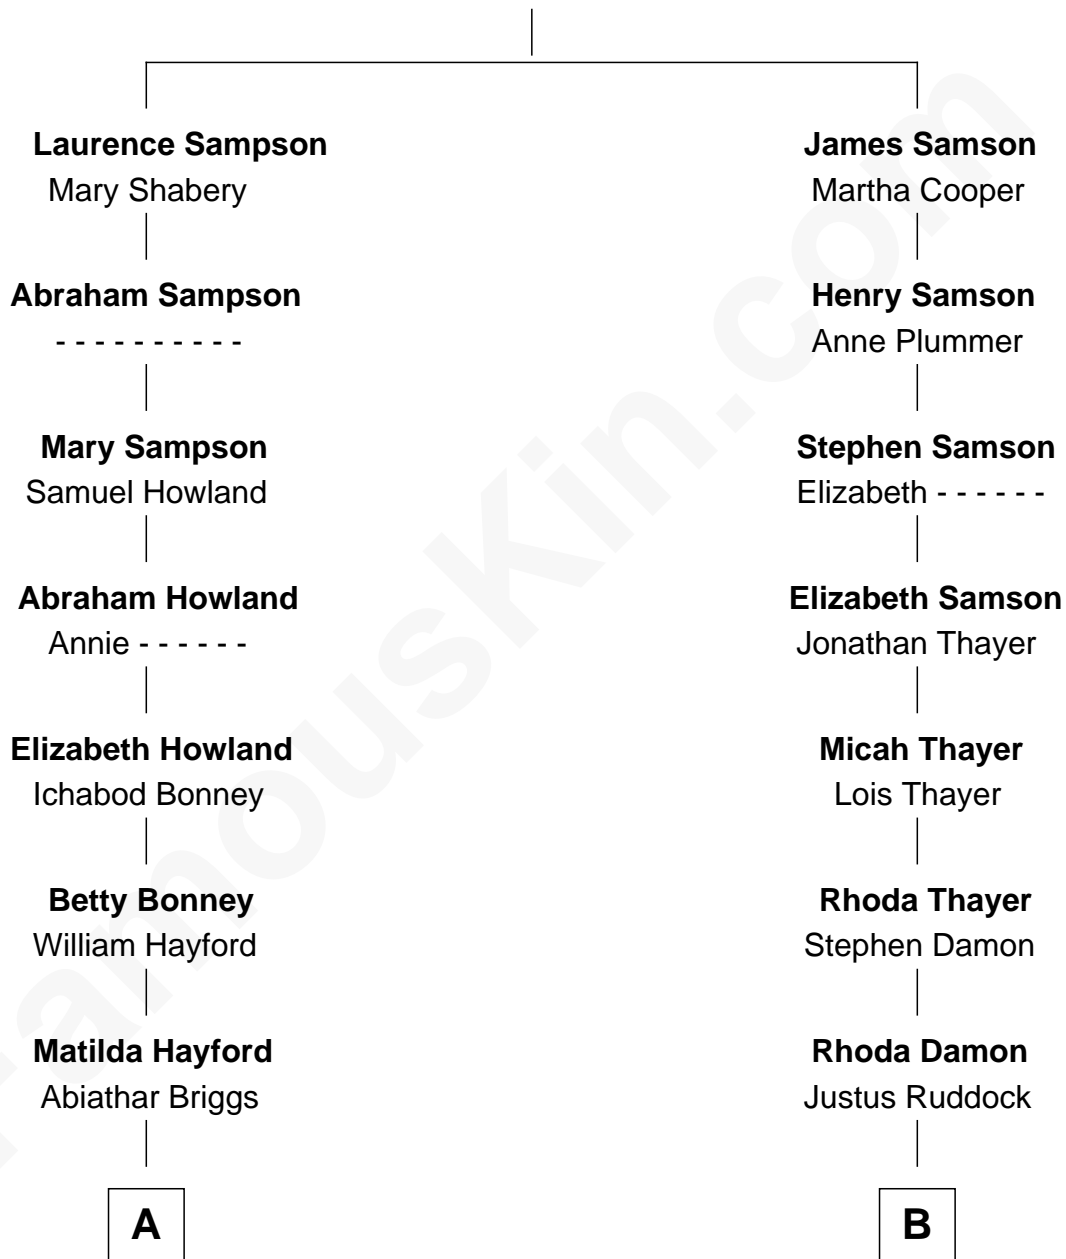 Laurence Sampson
Mary Shabery
James Samson
Martha Cooper
Abraham Sampson
- - - - - - - - - -
Henry Samson
Anne Plummer
Mary Sampson
Samuel Howland
Stephen Samson
Elizabeth - - - - - -
Abraham Howland
Annie - - - - - -
Elizabeth Samson
Jonathan Thayer
Elizabeth Howland
Ichabod Bonney
Micah Thayer
Lois Thayer
Betty Bonney
William Hayford
Rhoda Thayer
Stephen Damon
Matilda Hayford
Abiathar Briggs
Rhoda Damon
Justus Ruddock
A
B
FamousKin.com